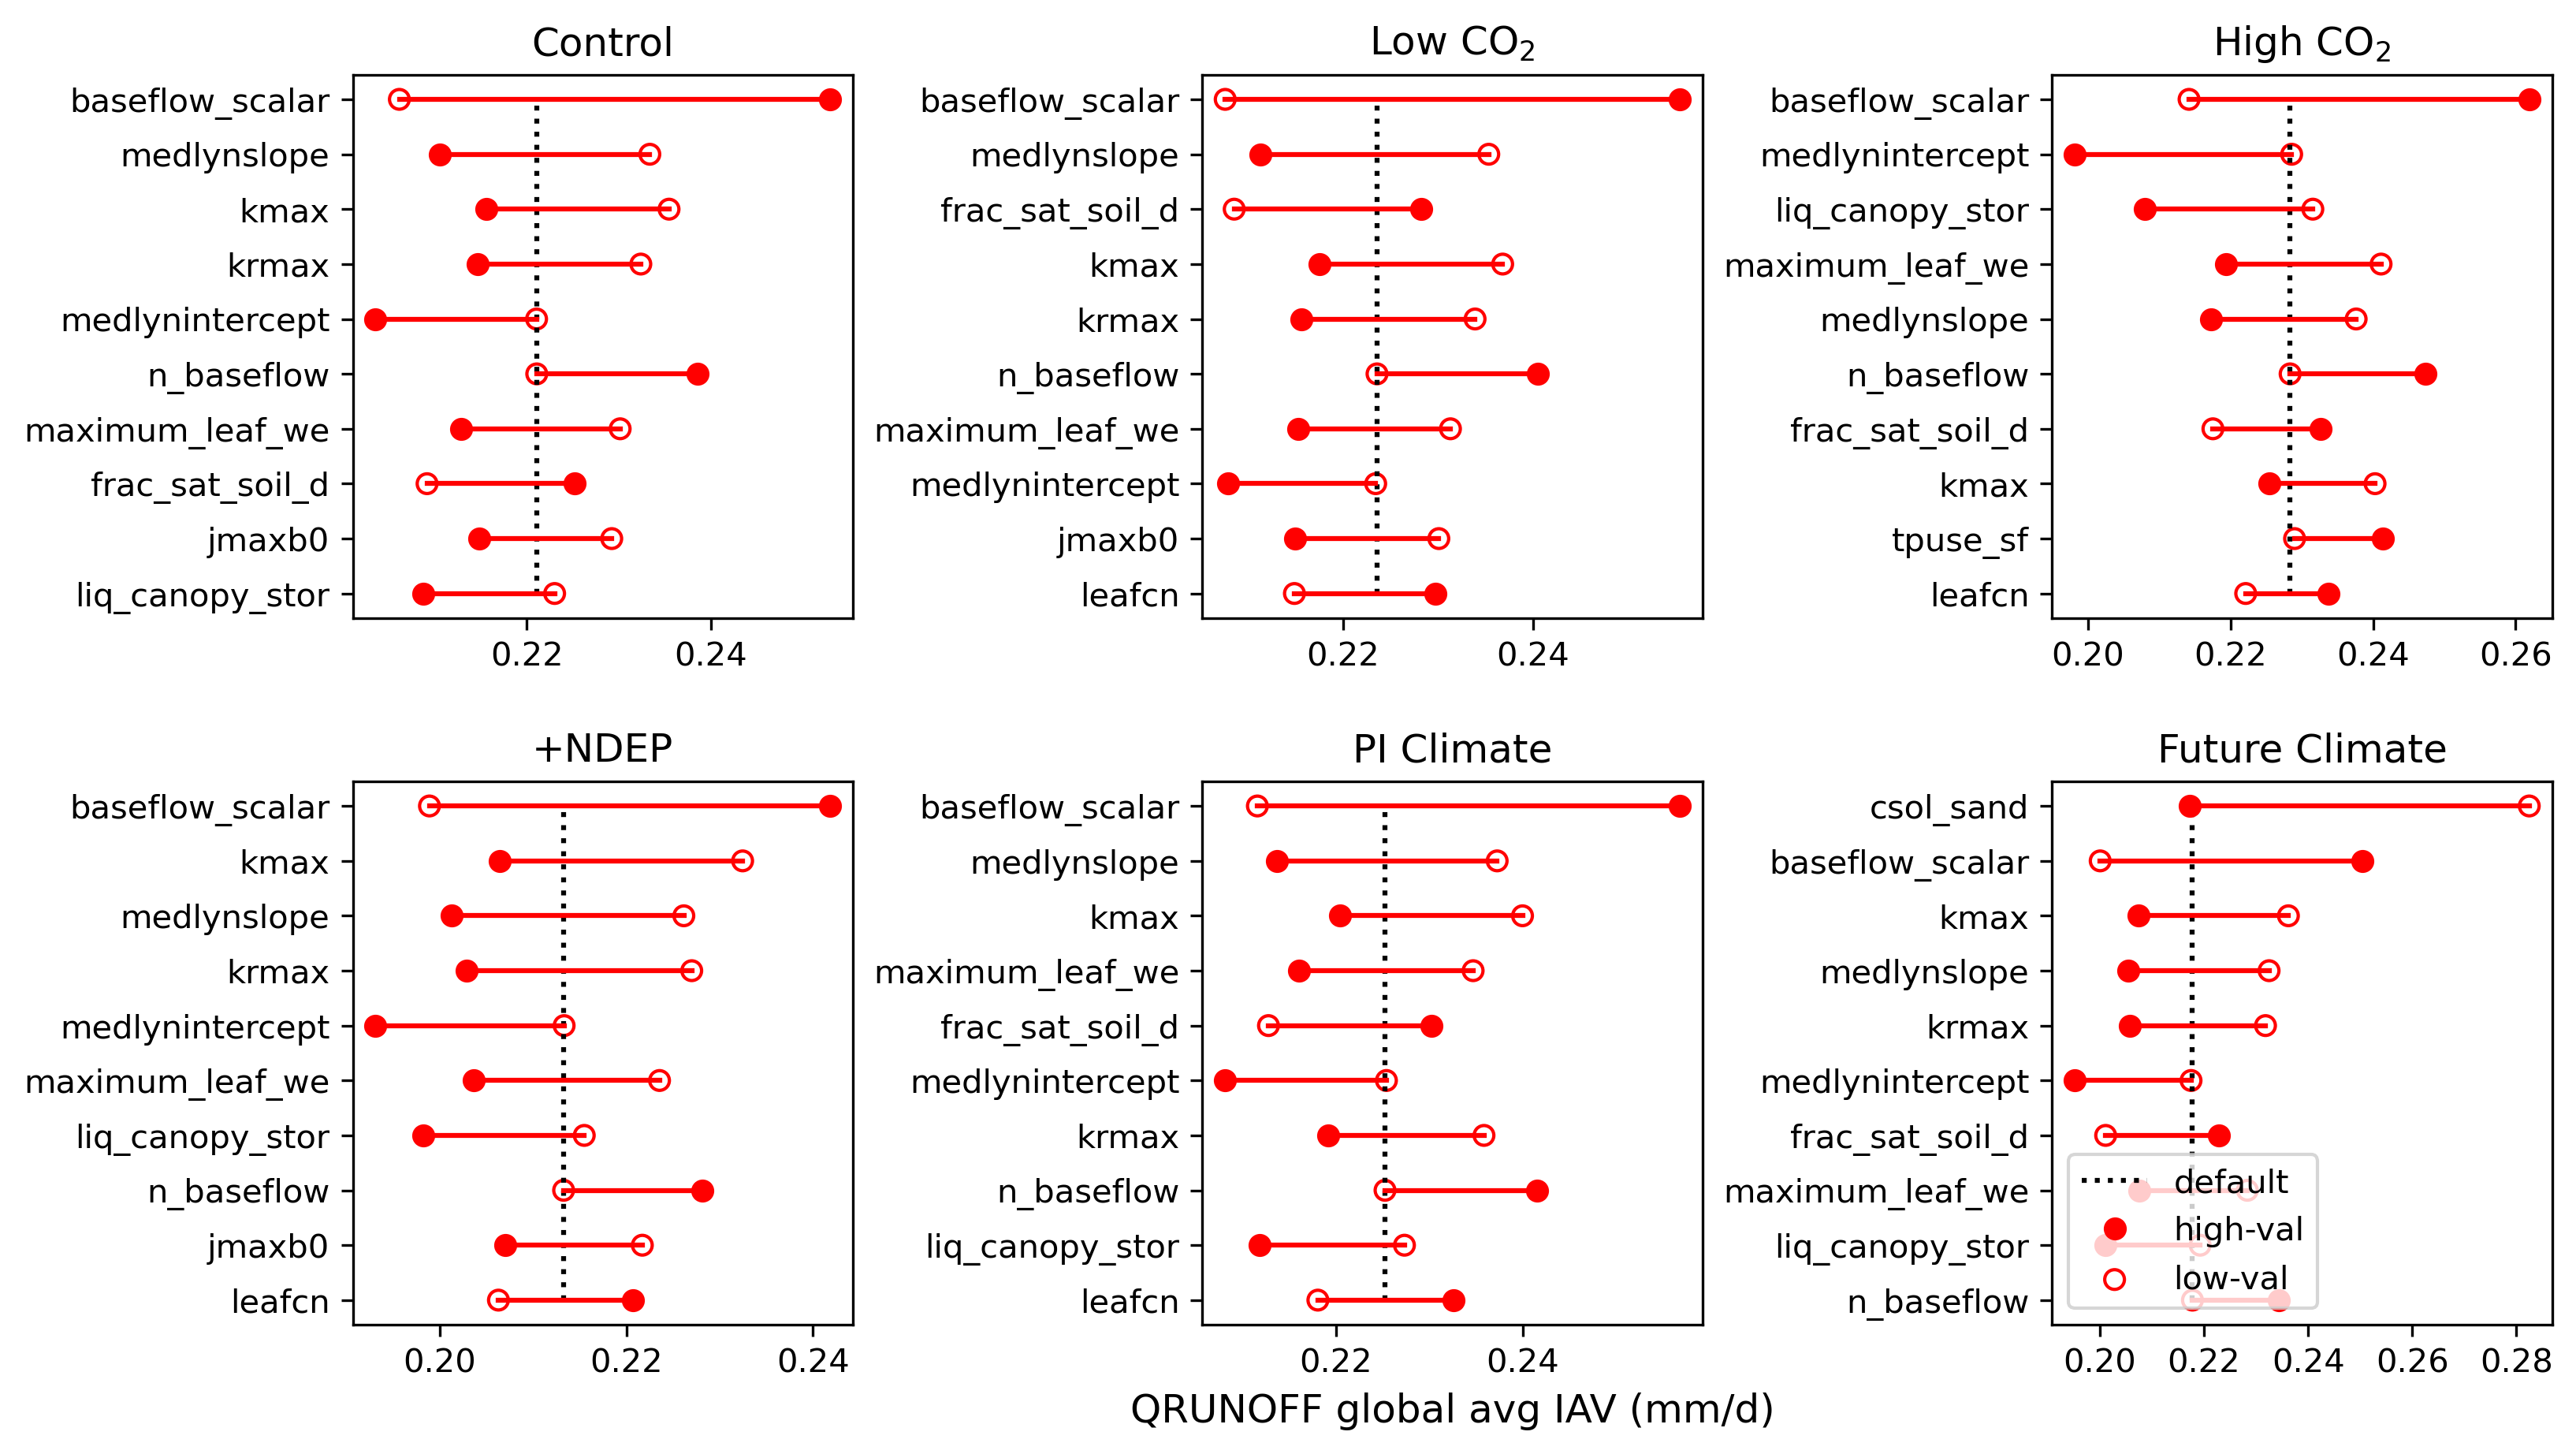 Control
baseflow_scalar
medlynslope
kmax
krmax
medlynintercept
n_baseflow
maximum_leaf_we
frac_sat_soil_d
jmaxb0
liq_canopy_stor
0.22 0.24
Low CO₂
baseflow_scalar
medlynslope
frac_sat_soil_d
kmax
krmax
n_baseflow
maximum_leaf_we
medlynintercept
jmaxb0
leafcn
0.22 0.24
High CO₂
baseflow_scalar
medlynintercept
liq_canopy_stor
maximum_leaf_we
medlynslope
n_baseflow
frac_sat_soil_d
kmax
tpuse_sf
leafcn
0.20 0.22 0.24 0.26
+NDEP
baseflow_scalar
kmax
medlynslope
krmax
medlynintercept
maximum_leaf_we
liq_canopy_stor
n_baseflow
jmaxb0
leafcn
0.20 0.22 0.24
PI Climate
baseflow_scalar
medlynslope
kmax
maximum_leaf_we
frac_sat_soil_d
medlynintercept
krmax
n_baseflow
liq_canopy_stor
leafcn
0.22 0.24
Future Climate
csol_sand
baseflow_scalar
kmax
medlynslope
krmax
medlynintercept
frac_sat_soil_d
maximum_leaf_we
liq_canopy_stor
n_baseflow
default
high-val
low-val
0.20 0.22 0.24 0.26 0.28
QRUNOFF global avg IAV (mm/d)